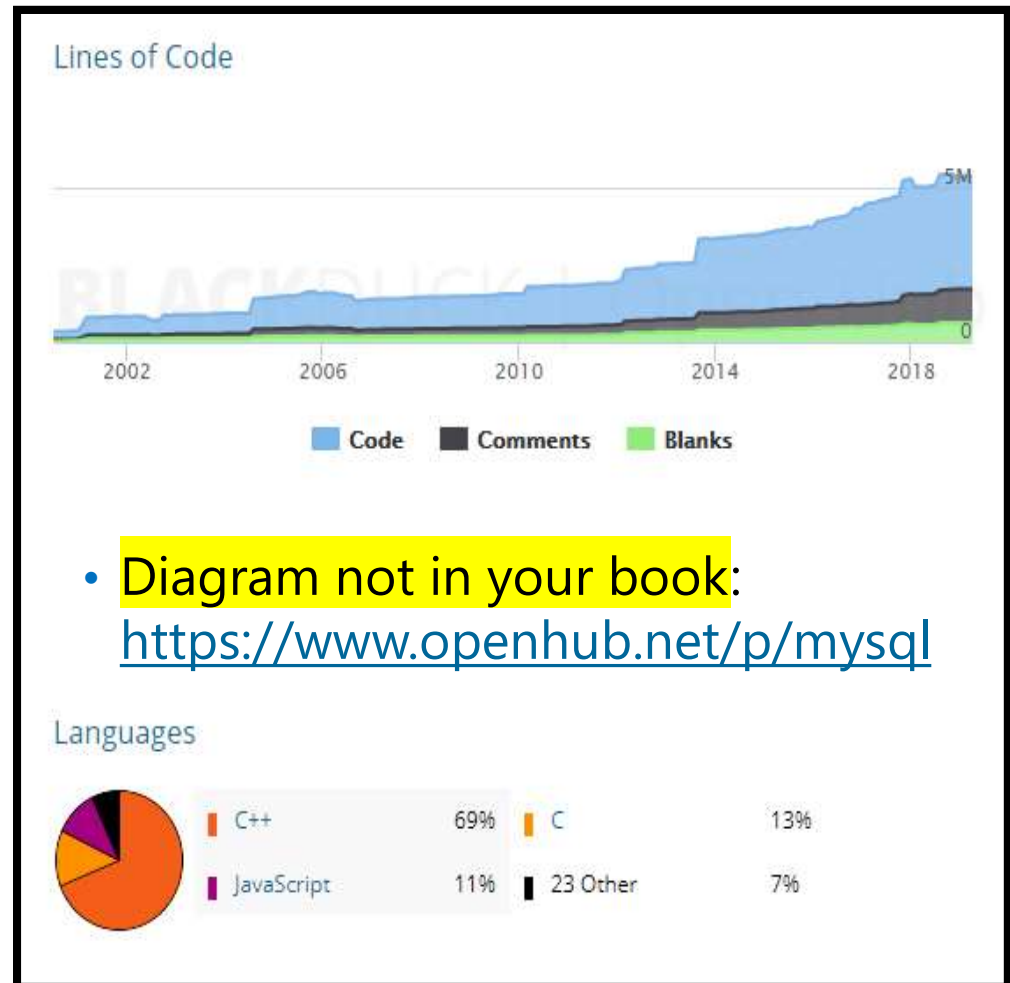 Lines of Code
5M
BLACKDUCK
0
2002 2006 2010 2014 2018
Code Comments Blanks
• Diagram not in your book:
https://www.openhub.net/p/mysql
Languages
C++ 69% C 13%
JavaScript 11% 23 Other 7%